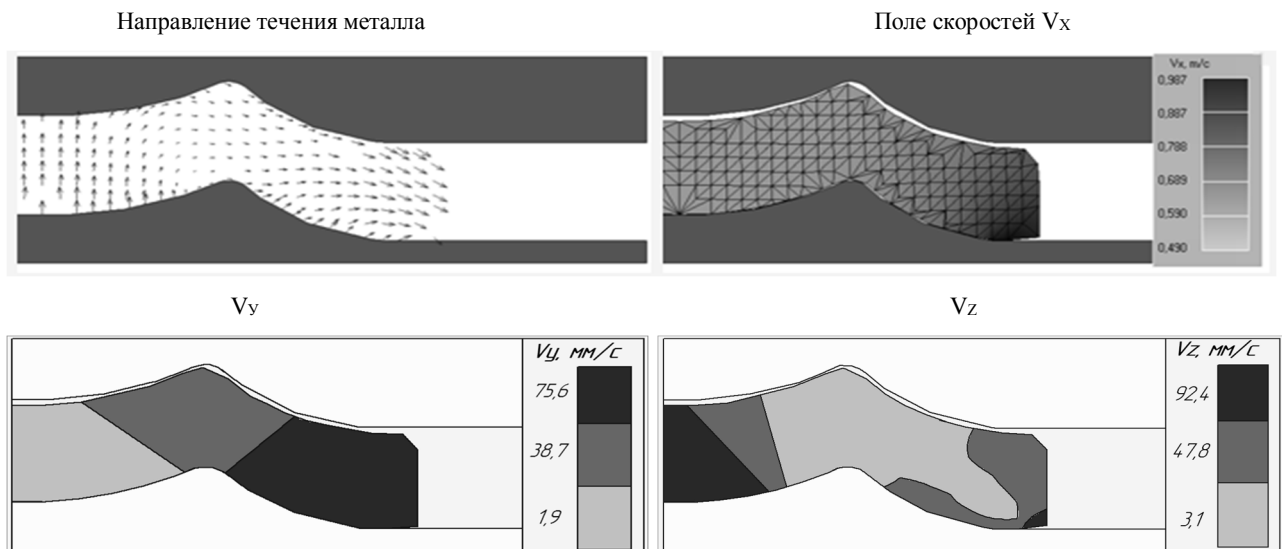 Направление течения металла
Поле скоростей VX
Vx, m/c
0,987
0,887
0,788
0,689
0,590
0,490
VУ
VZ
Vy, мм/с
75,6
38,7
1,9
Vz, мм/с
92,4
47,8
3,1